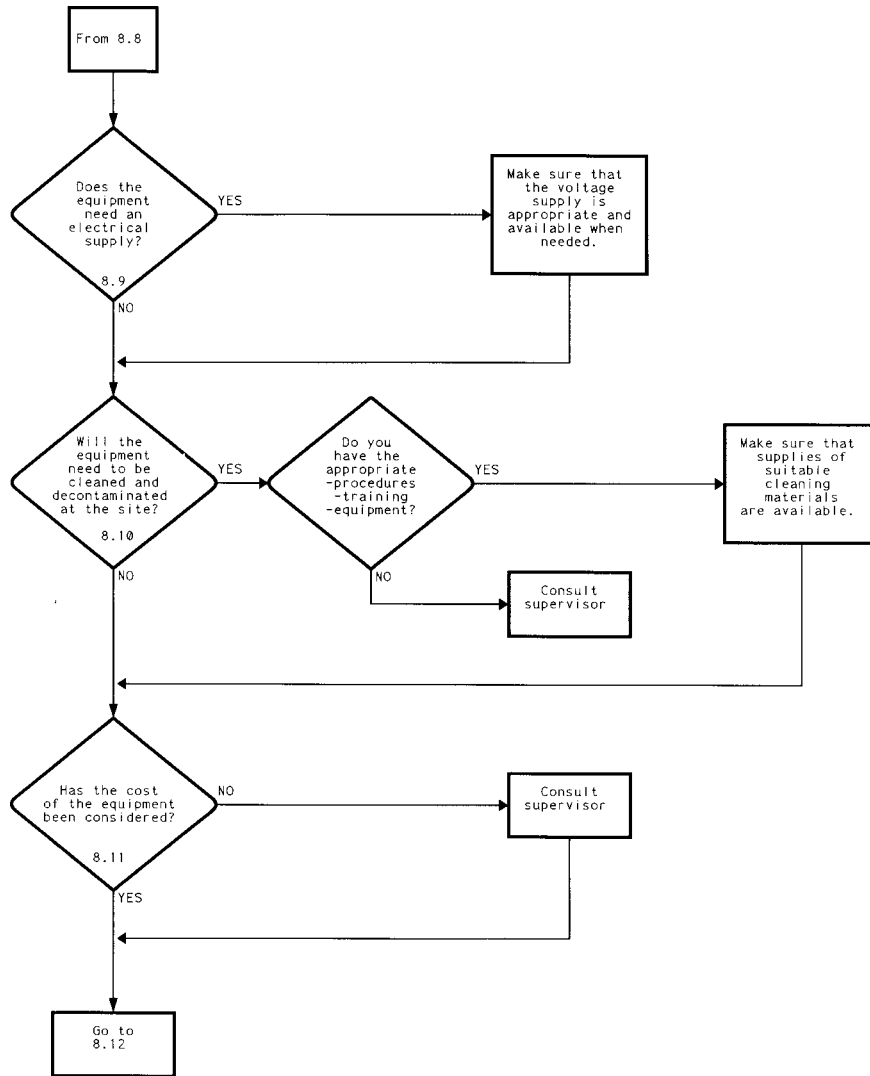 From 8.8
Does the
equipment
need an
electrical
supply?
8.9
YES
Make sure that
the voltage
supply is
appropriate and
available when
needed.
NO
Will the
equipment
need to be
cleaned and
decontaminated
at the site?
8.10
YES
Do you
have the
appropriate
-procedures
-training
-equipment?
YES
Make sure that
supplies of
suitable
cleaning
materials
are available.
NO
NO
Consult
supervisor
Has the cost
of the equipment
been considered?
8.11
NO
Consult
supervisor
YES
Go to
8.12